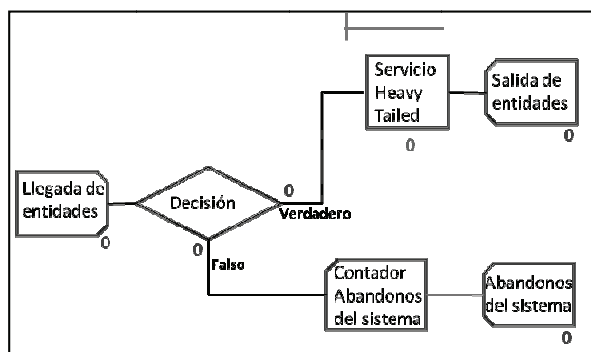 Servicio
Heavy
Tailed
0
Salida de
entidades
0
Llegada de
entidades
0
Decisión
0
Verdadero
0
Falso
Contador
Abandonos
del sistema
Abandonos
del sistema
0